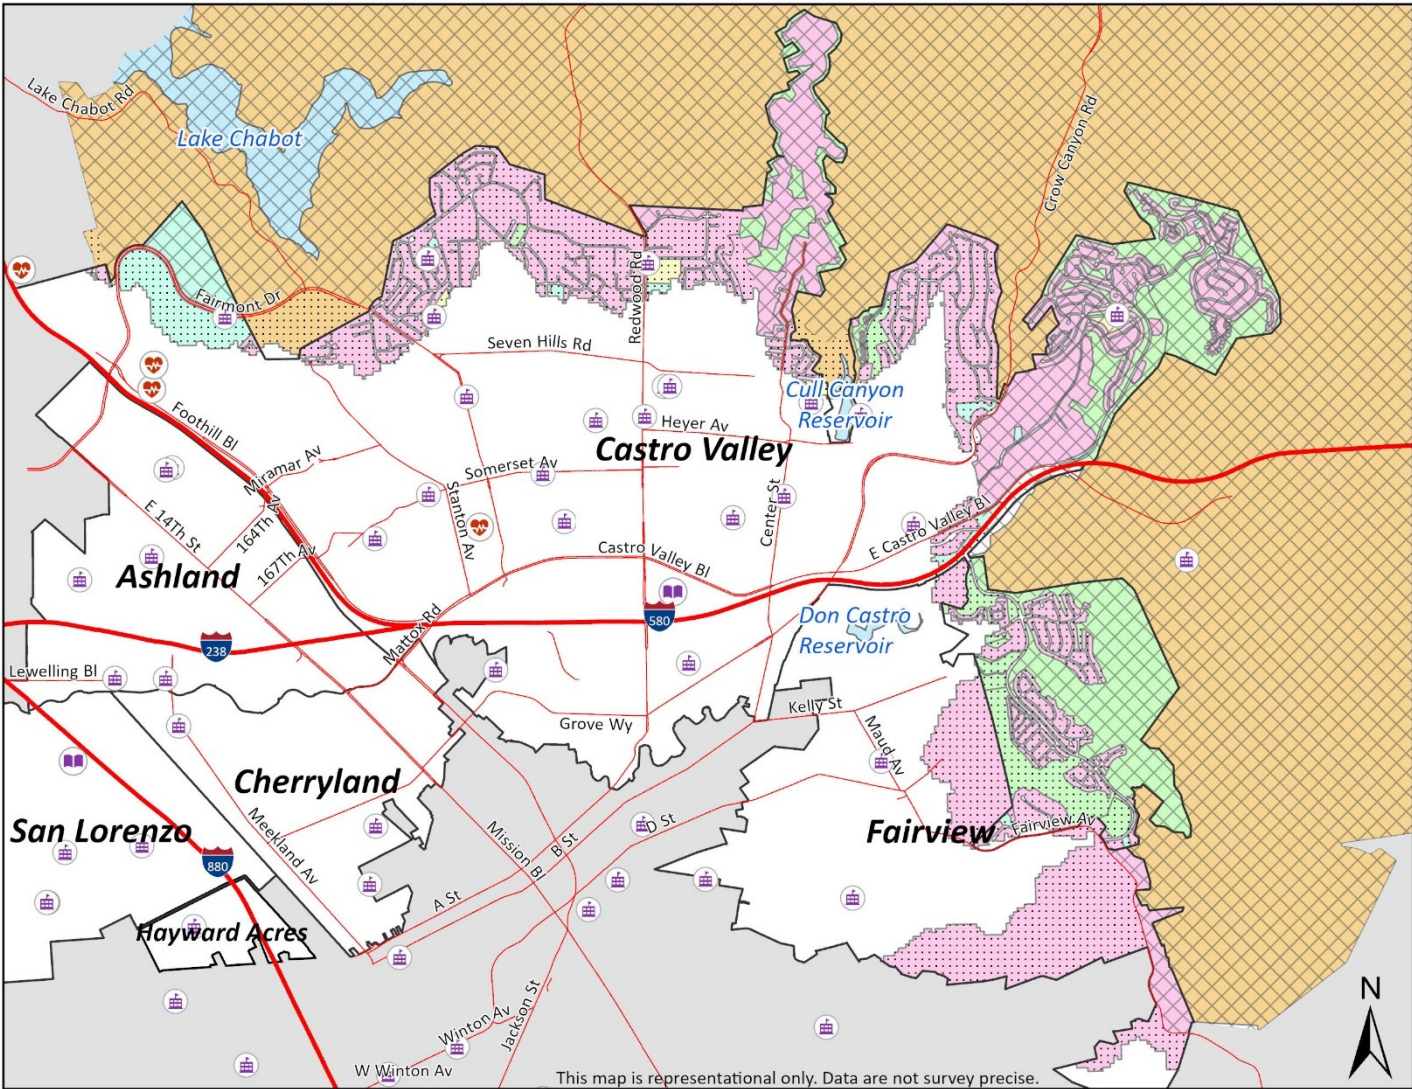 Lake Chabot Rd
Lake Chabot
Crow Canyon Rd
Fairmont Dr
Redwood Rd
Seven Hills Rd
Cull Canyon
Reservoir
Foothill Bl
Heyer Av
Castro Valley
Miramar Av
Somerset Av
Stanton Av
Center St
E 14Th St
164Th Av
167Th Av
E Castro Valley Bl
Castro Valley Bl
Ashland
580
Don Castro
Reservoir
238
Mattox Rd
Lewelling Bl
Kelly St
Grove Wy
Maud Av
Cherryland
San Lorenzo
Meekland Av
Mission Bl
B St
D St
Fairview
Fairview Av
880
A St
Hayward Acres
N
Winton Av
Jackson St
W Winton Av
This map is representational only. Data are not survey precise.